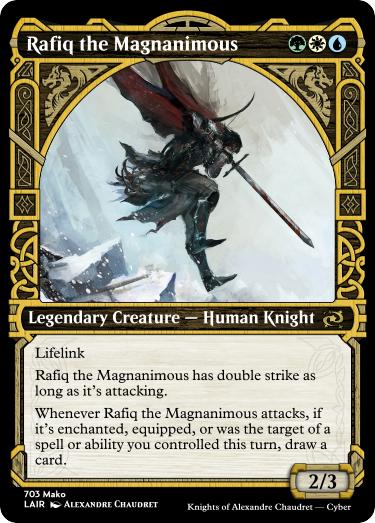 Rafiq the Magnanimous
Legendary Creature — Human Knight
Lifelink
Rafiq the Magnanimous has double strike as
long as it's attacking.
Whenever Rafiq the Magnanimous attacks, if
it's enchanted, equipped, or was the target of a
spell or ability you controlled this turn, draw a
card.
2/3
703 Mako
LAIR Alexandre Chaudret
Knights of Alexandre Chaudret — Cyber